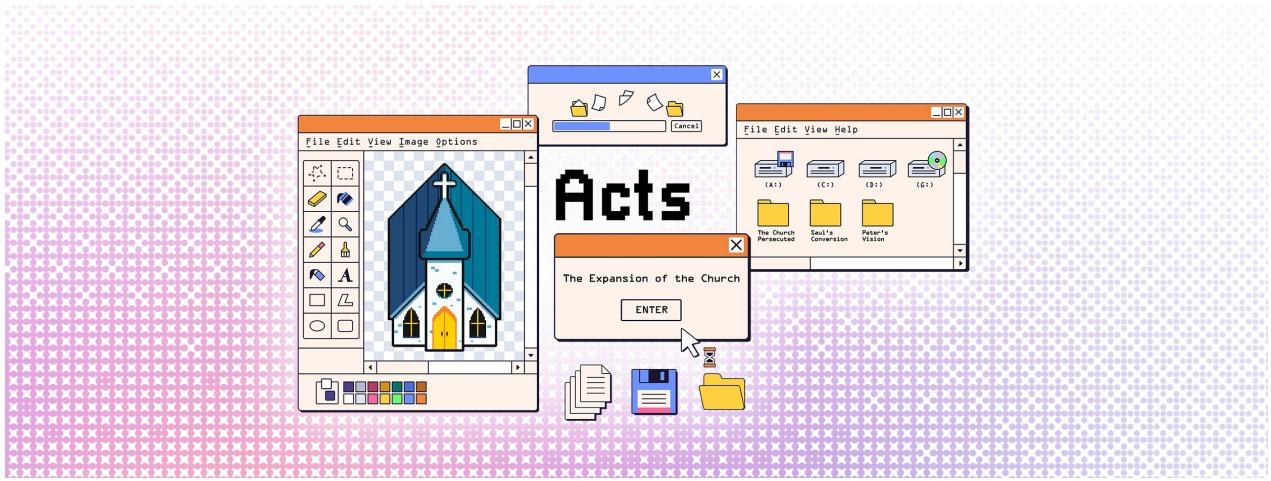 Cancel
File Edit View Image Options
A
Acts
The Expansion of the Church
ENTER
File Edit View Help
(A:) (C:) (D:) (G:)
The Church Saul's Peter's
Persecuted Conversion Vision